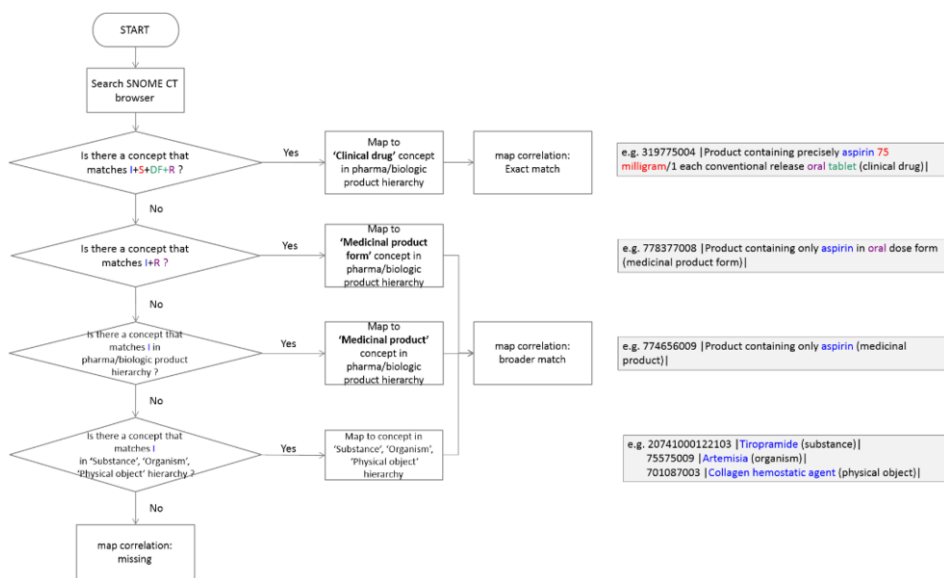 START
Search SNOME CT
browser
Is there a concept that
matches I+S+DF+R ?
Yes
Map to
'Clinical drug' concept
in pharma/biologic
product hierarchy
map correlation:
Exact match
e.g. 319775004 |Product containing precisely aspirin 75
milligram/1 each conventional release oral tablet (clinical drug)|
No
Is there a concept that
matches I+R ?
Yes
Map to
'Medicinal product
form' concept in
pharma/biologic
product hierarchy
e.g. 778377008 |Product containing only aspirin in oral dose form
(medicinal product form)|
No
Is there a concept that
matches I in
pharma/biologic product
hierarchy ?
Yes
Map to
'Medicinal product'
concept in
pharma/biologic
product hierarchy
map correlation:
broader match
e.g. 774656009 |Product containing only aspirin (medicinal
product)|
No
Is there a concept that
matches I
in 'Substance', 'Organism',
'Physical object' hierarchy ?
Yes
Map to concept in
'Substance', 'Organism',
'Physical object'
hierarchy
e.g. 20741000122103 |Tiropramide (substance)|
75575009 |Artemisia (organism)|
701087003 |Collagen hemostatic agent (physical object)|
No
map correlation:
missing